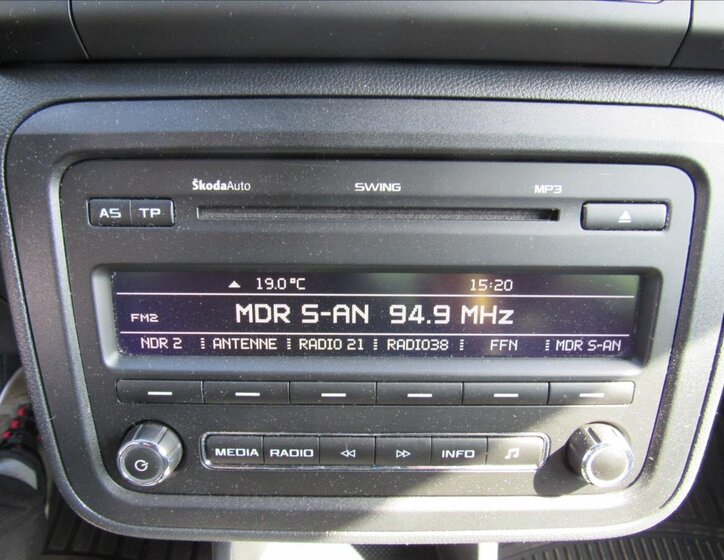 ŠkodaAuto SWING MP3
AS TP
19.0 °C 15:20
FM2 MDR S-AN 94.9 MHz
NDR 2 ANTENNE RADIO 21 RADIO38 FFN MDR S-AN
MEDIA RADIO INFO